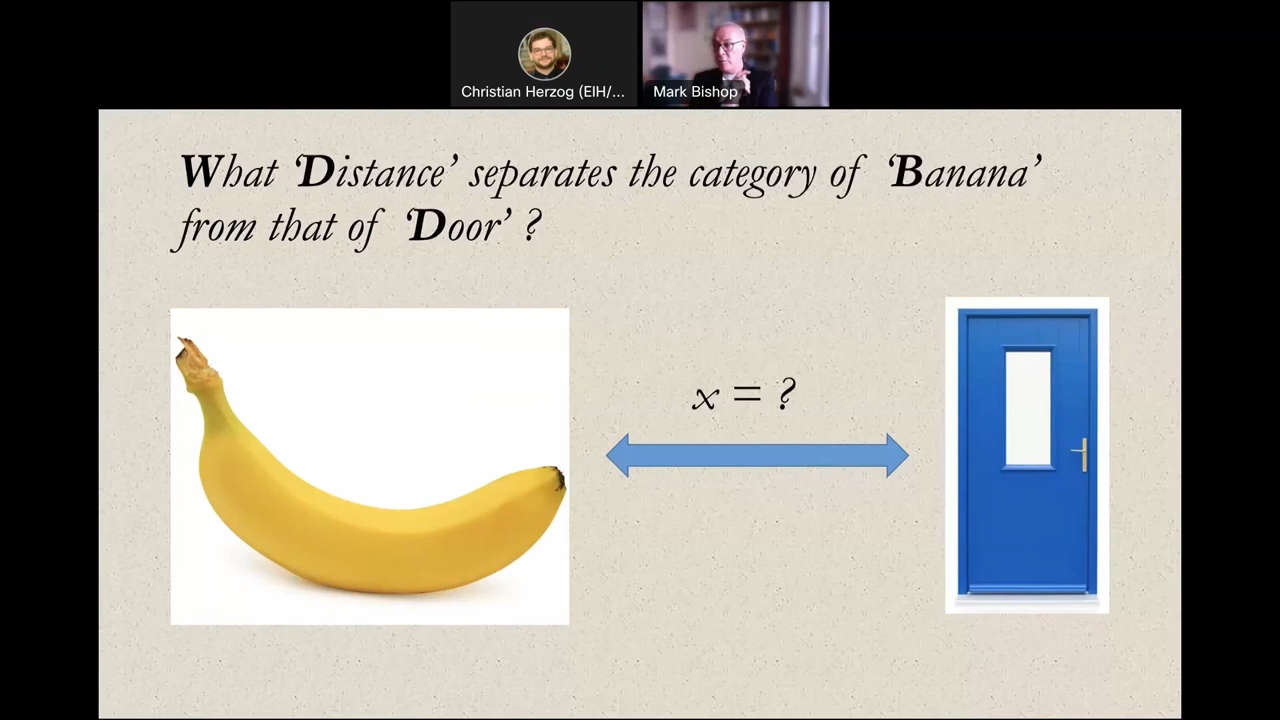 Christian Herzog (EIH/...
Mark Bishop
What ‘Distance’ separates the category of ‘Banana’
from that of ‘Door’ ?
x = ?